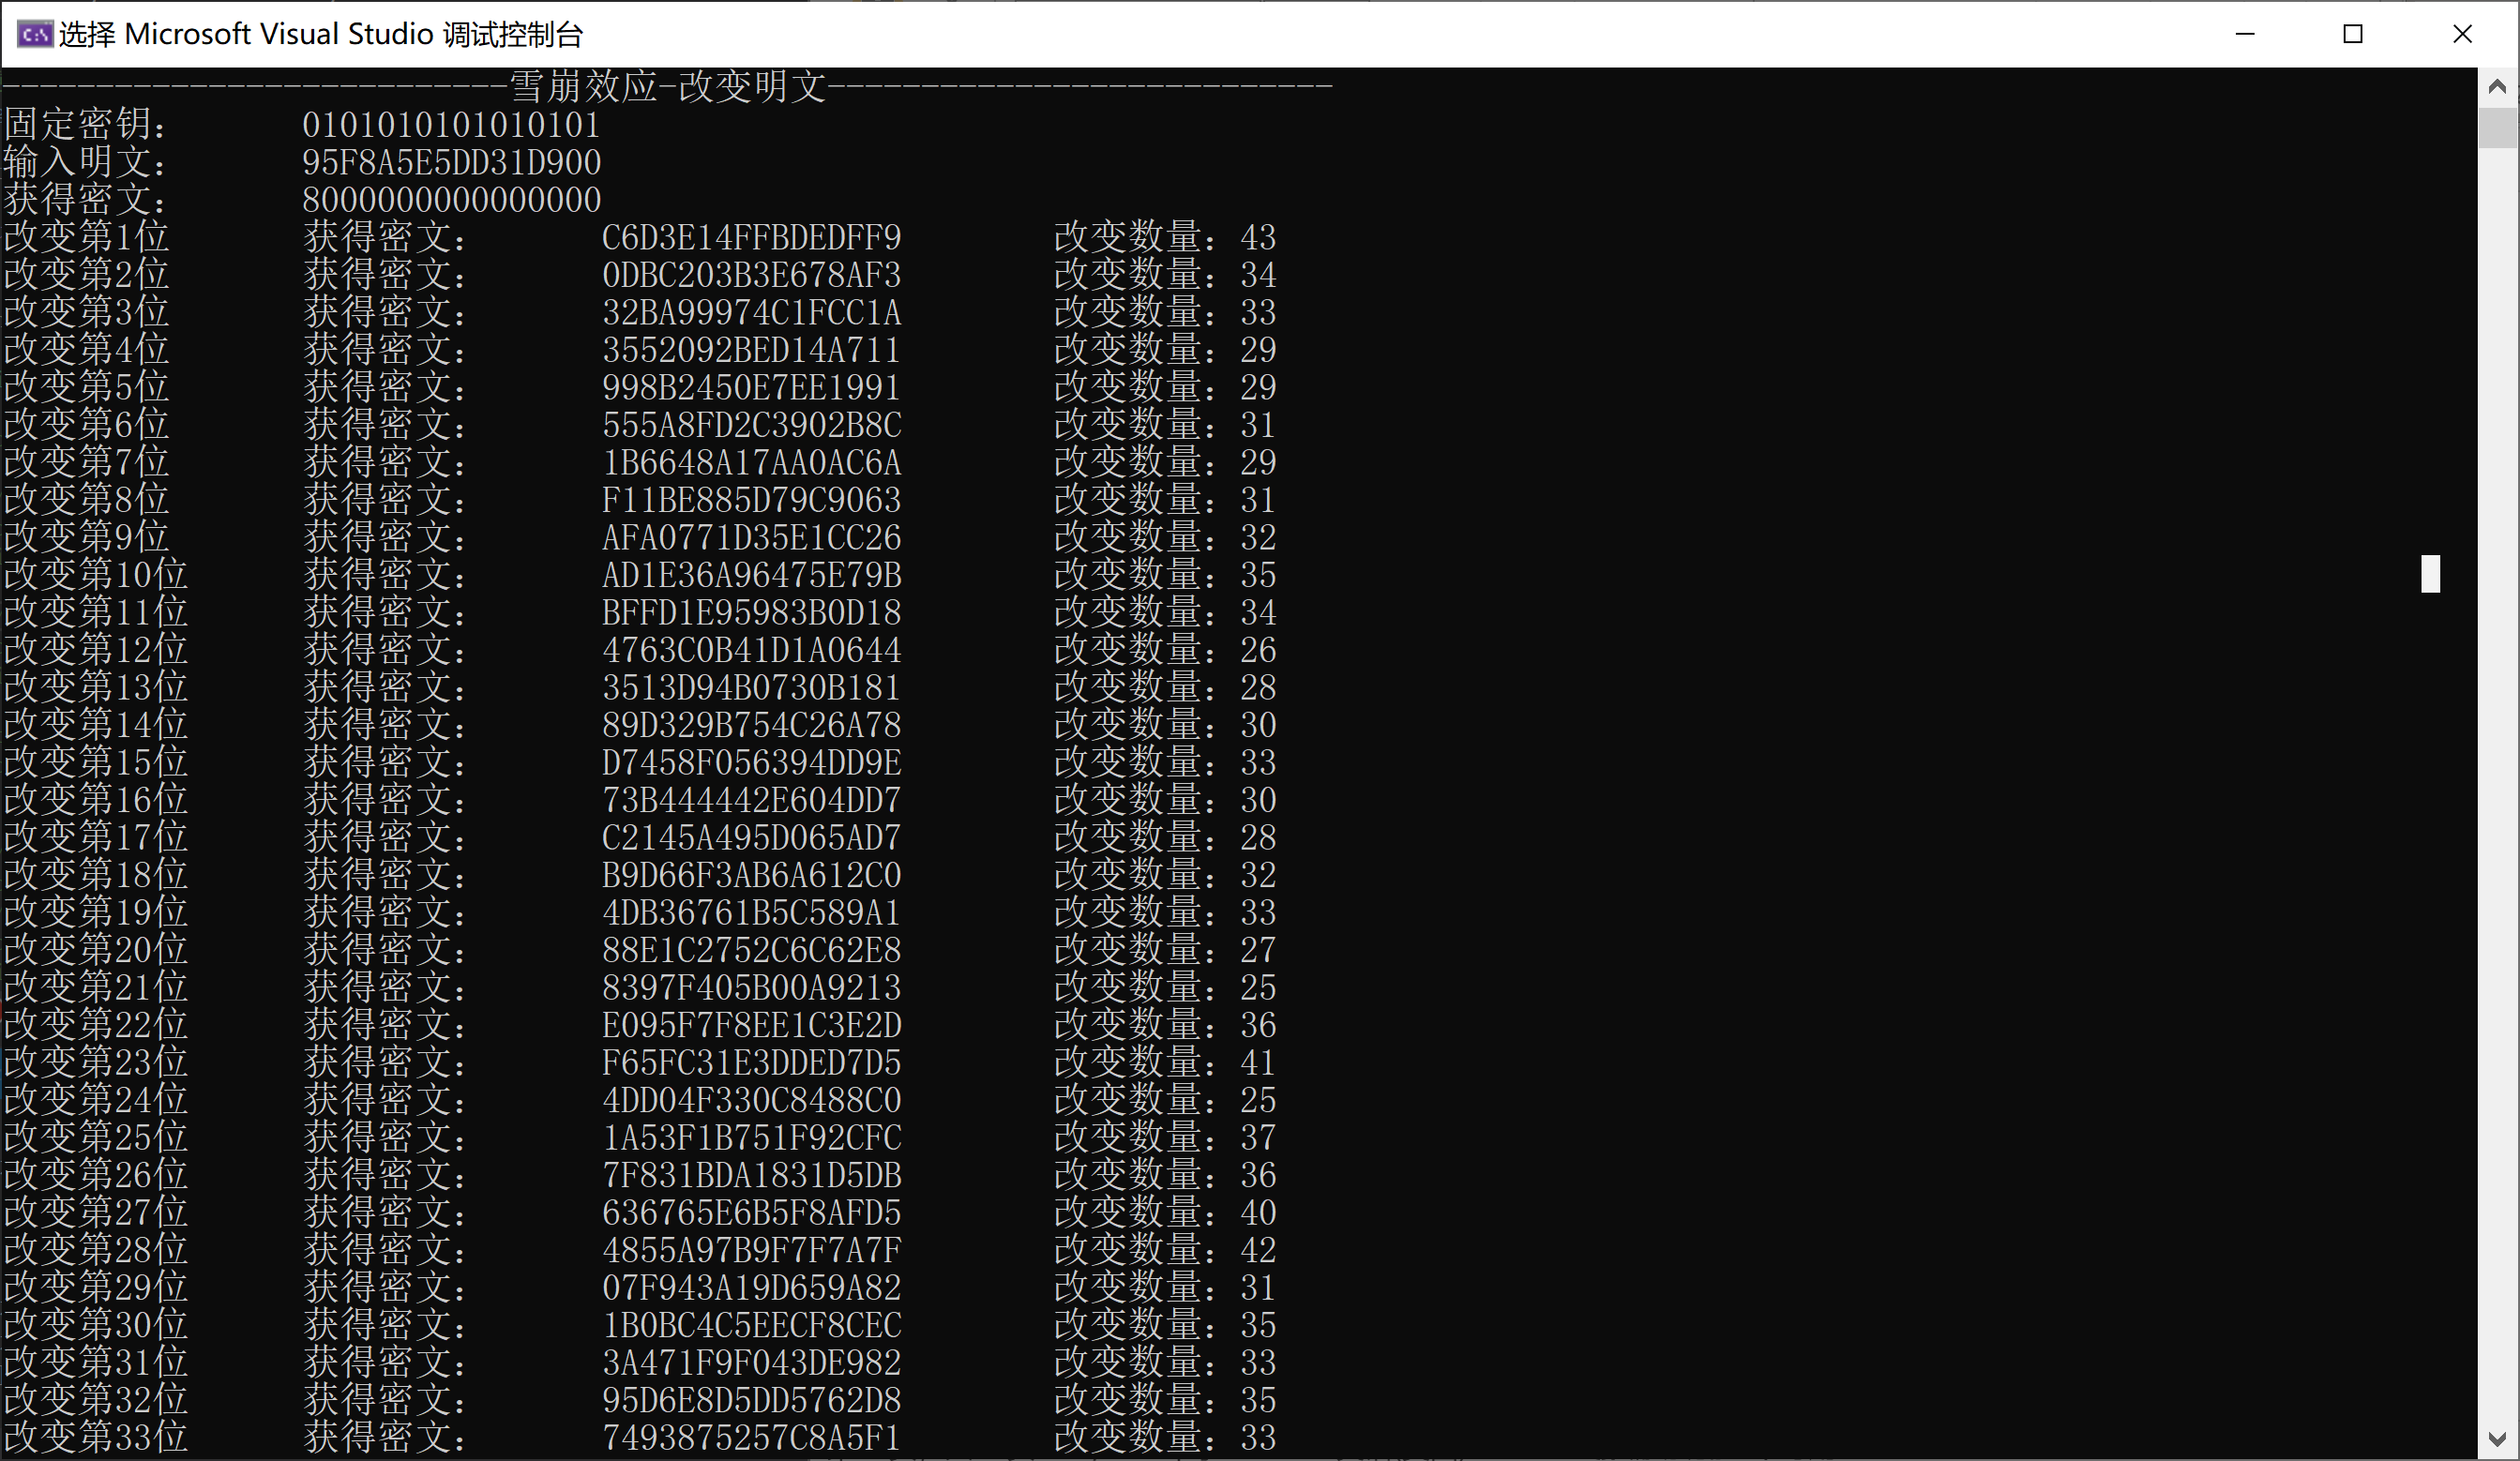 选择 Microsoft Visual Studio 调试控制台
---------------------------雪崩效应-改变明文---------------------------
固定密钥： 0101010101010101
输入明文： 95F8A5E5DD31D900
获得密文： 8000000000000000
改变第1位 获得密文： C6D3E14FFBDEDFF9 改变数量：43
改变第2位 获得密文： 0DBC203B3E678AF3 改变数量：34
改变第3位 获得密文： 32BA99974C1FCC1A 改变数量：33
改变第4位 获得密文： 3552092BED14A711 改变数量：29
改变第5位 获得密文： 998B2450E7EE1991 改变数量：29
改变第6位 获得密文： 555A8FD2C3902B8C 改变数量：31
改变第7位 获得密文： 1B6648A17AA0AC6A 改变数量：29
改变第8位 获得密文： F11BE885D79C9063 改变数量：31
改变第9位 获得密文： AFA0771D35E1CC26 改变数量：32
改变第10位 获得密文： AD1E36A96475E79B 改变数量：35
改变第11位 获得密文： BFFD1E95983B0D18 改变数量：34
改变第12位 获得密文： 4763C0B41D1A0644 改变数量：26
改变第13位 获得密文： 3513D94B0730B181 改变数量：28
改变第14位 获得密文： 89D329B754C26A78 改变数量：30
改变第15位 获得密文： D7458F056394DD9E 改变数量：33
改变第16位 获得密文： 73B444442E604DD7 改变数量：30
改变第17位 获得密文： C2145A495D065AD7 改变数量：28
改变第18位 获得密文： B9D66F3AB6A612C0 改变数量：32
改变第19位 获得密文： 4DB36761B5C589A1 改变数量：33
改变第20位 获得密文： 88E1C2752C6C62E8 改变数量：27
改变第21位 获得密文： 8397F405B00A9213 改变数量：25
改变第22位 获得密文： E095F7F8EE1C3E2D 改变数量：36
改变第23位 获得密文： F65FC31E3DDED7D5 改变数量：41
改变第24位 获得密文： 4DD04F330C8488C0 改变数量：25
改变第25位 获得密文： 1A53F1B751F92CFC 改变数量：37
改变第26位 获得密文： 7F831BDA1831D5DB 改变数量：36
改变第27位 获得密文： 636765E6B5F8AFD5 改变数量：40
改变第28位 获得密文： 4855A97B9F7F7A7F 改变数量：42
改变第29位 获得密文： 07F943A19D659A82 改变数量：31
改变第30位 获得密文： 1B0BC4C5EECF8CEC 改变数量：35
改变第31位 获得密文： 3A471F9F043DE982 改变数量：33
改变第32位 获得密文： 95D6E8D5DD5762D8 改变数量：35
改变第33位 获得密文： 7493875257C8A5F1 改变数量：33